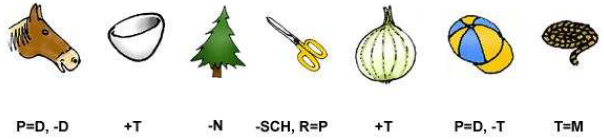 P=D, -D +T -N -SCH, R=P +T P=D, -T T=M